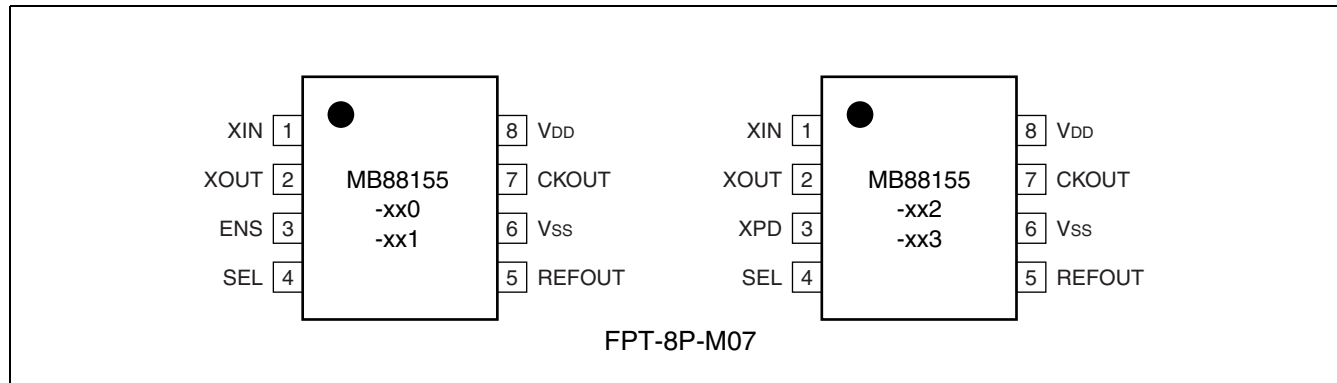 XIN 1
XOUT 2
ENS 3
SEL 4
MB88155
-xx0
-xx1
8 VDD
7 CKOUT
6 VSS
5 REFOUT
XIN 1
XOUT 2
XPD 3
SEL 4
MB88155
-xx2
-xx3
8 VDD
7 CKOUT
6 VSS
5 REFOUT
FPT-8P-M07